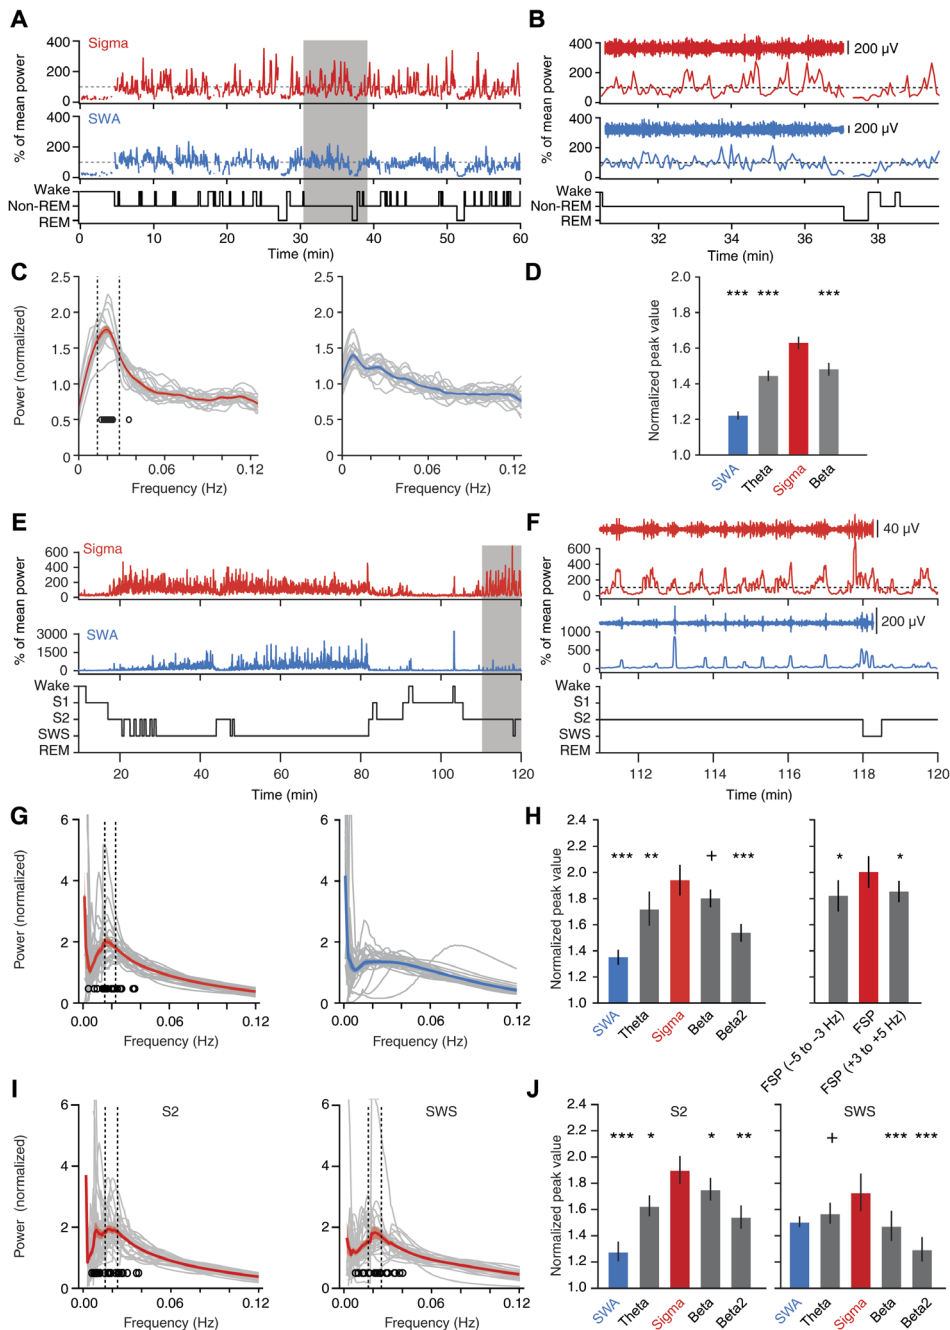 A
Sigma
% of mean power
400
200
0
SWA
400
200
0
Wake
Non-REM
REM
0 10 20 30 40 50 60
Time (min)
B
400
200
0
200 µV
% of mean power
400
200
0
200 µV
Wake
Non-REM
REM
32 34 36 38
Time (min)
C
Power (normalized)
2.5
2.0
1.5
1.0
0.5
0
0 0.06 0.12
Frequency (Hz)
2.5
2.0
1.5
1.0
0.5
0
0 0.06 0.12
Frequency (Hz)
D
Normalized peak value
2.0
1.8
1.6
1.4
1.2
1.0
*** *** ***
SWA Theta Sigma Beta
E
Sigma
% of mean power
600
400
200
0
SWA
3000
1500
0
Wake
S1
S2
SWS
REM
20 40 60 80 100 120
Time (min)
F
40 µV
% of mean power
600
400
200
0
200 µV
1000
500
0
Wake
S1
S2
SWS
REM
112 114 116 118 120
Time (min)
G
Power (normalized)
6
4
2
0
0.00 0.04 0.08 0.12
Frequency (Hz)
6
4
2
0
0.00 0.04 0.08 0.12
Frequency (Hz)
H
Normalized peak value
2.4
2.2
2.0
1.8
1.6
1.4
1.2
1.0
*** ** + ***
SWA Theta Sigma Beta Beta2
* *
FSP (−5 to −3 Hz) FSP FSP (+3 to +5 Hz)
I
S2
Power (normalized)
6
4
2
0
0.00 0.04 0.08 0.12
Frequency (Hz)
SWS
6
4
2
0
0.00 0.04 0.08 0.12
Frequency (Hz)
J
S2
Normalized peak value
2.4
2.2
2.0
1.8
1.6
1.4
1.2
1.0
*** * * **
SWA Theta Sigma Beta Beta2
SWS
+ *** ***
SWA Theta Sigma Beta Beta2